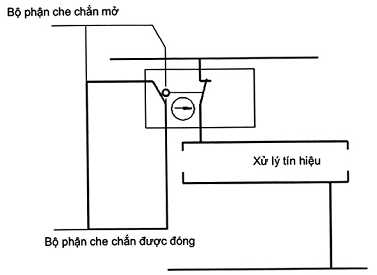 Bộ phận che chắn mở
Xử lý tín hiệu
Bộ phận che chắn được đóng